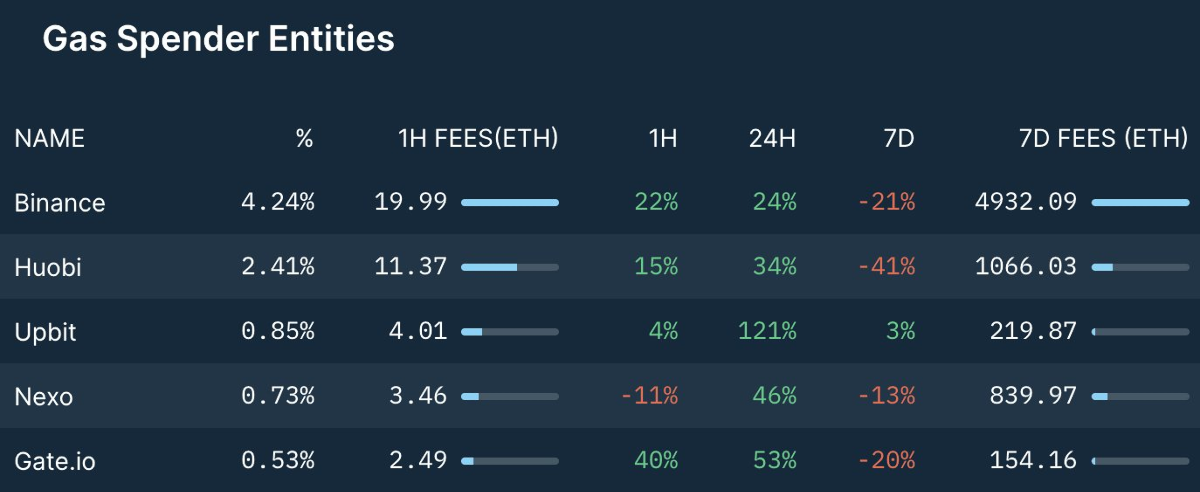 Gas Spender Entities
NAME % 1H FEES(ETH) 1H 24H 7D 7D FEES (ETH)
Binance 4.24% 19.99 22% 24% -21% 4932.09
Huobi 2.41% 11.37 15% 34% -41% 1066.03
Upbit 0.85% 4.01 4% 121% 3% 219.87
Nexo 0.73% 3.46 -11% 46% -13% 839.97
Gate.io 0.53% 2.49 40% 53% -20% 154.16